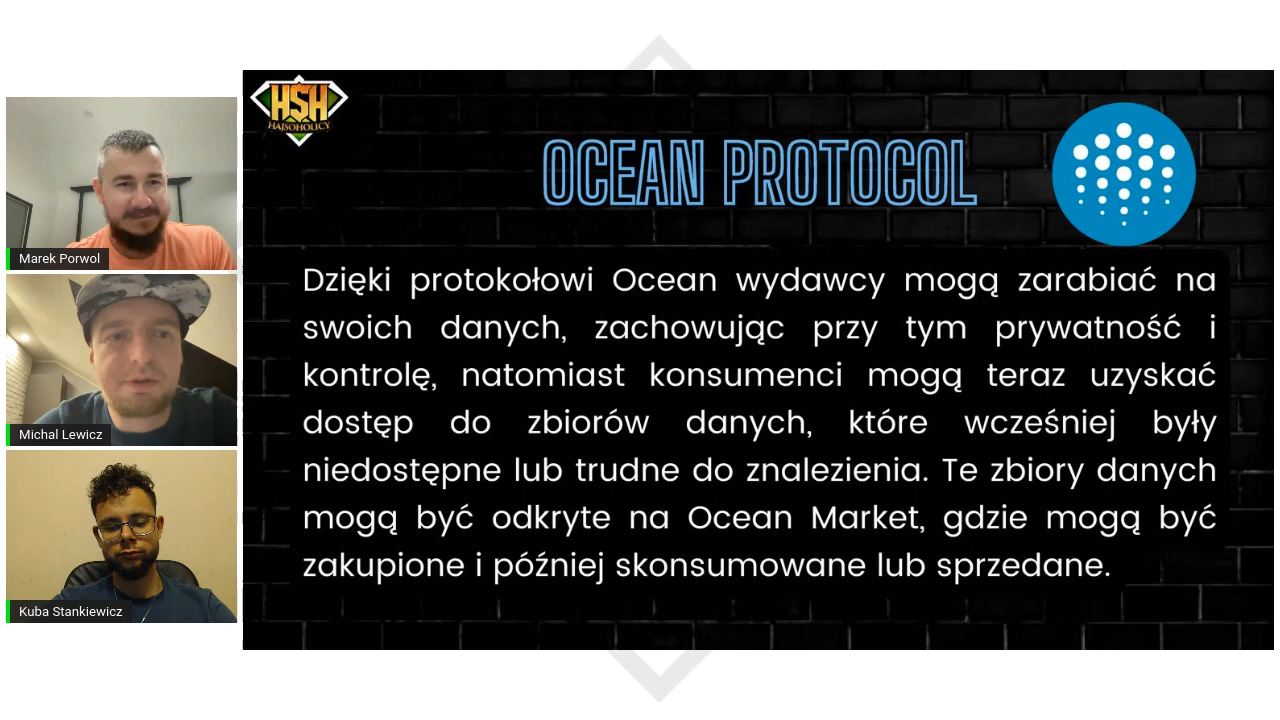 H$H
HAJSOHOLICY
OCEAN PROTOCOL
Dzięki protokołowi Ocean wydawcy mogą zarabiać na
swoich danych, zachowując przy tym prywatność i
kontrolę, natomiast konsumenci mogą teraz uzyskać
dostęp do zbiorów danych, które wcześniej były
niedostępne lub trudne do znalezienia. Te zbiory danych
mogą być odkryte na Ocean Market, gdzie mogą być
zakupione i później skonsumowane lub sprzedane.
Marek Porwol
Michal Lewicz
Kuba Stankiewicz